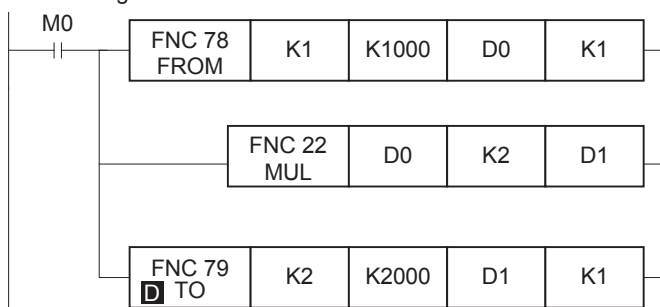 M0
FNC 78 FROM K1 K1000 D0 K1
FNC 22 MUL D0 K2 D1
FNC 79 D TO K2 K2000 D1 K1